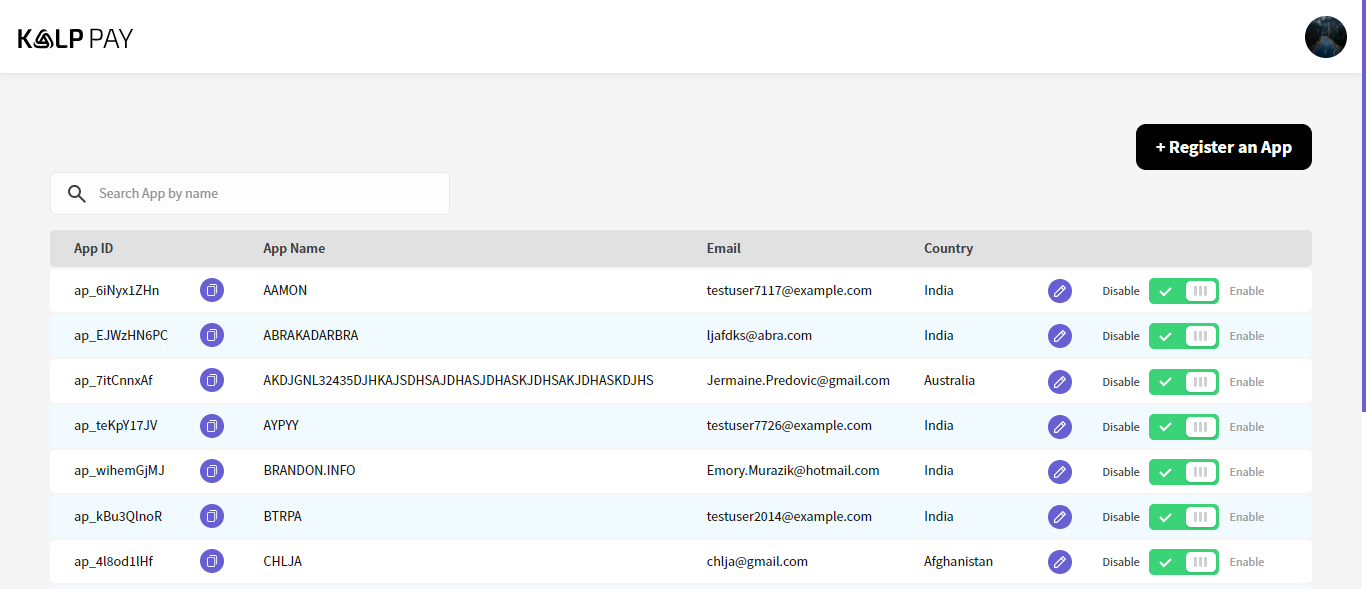 KALP PAY
+ Register an App
Search App by name
App ID App Name Email Country
ap_6iNyx1ZHn AAMON testuser7117@example.com India Disable Enable
ap_EJWzHN6PC ABRAKADARBRA ljafdks@abra.com India Disable Enable
ap_7itCnnxAf AKDJGNL32435DJHKAJSDHSAJDHASJDHASKJDHSAKJDHASKDJHS Jermaine.Predovic@gmail.com Australia Disable Enable
ap_teKpY17JV AYPYY testuser7726@example.com India Disable Enable
ap_wihemGjMJ BRANDON.INFO Emory.Murazik@hotmail.com India Disable Enable
ap_kBu3QlnoR BTRPA testuser2014@example.com India Disable Enable
ap_4l8od1lHf CHLJA chlja@gmail.com Afghanistan Disable Enable